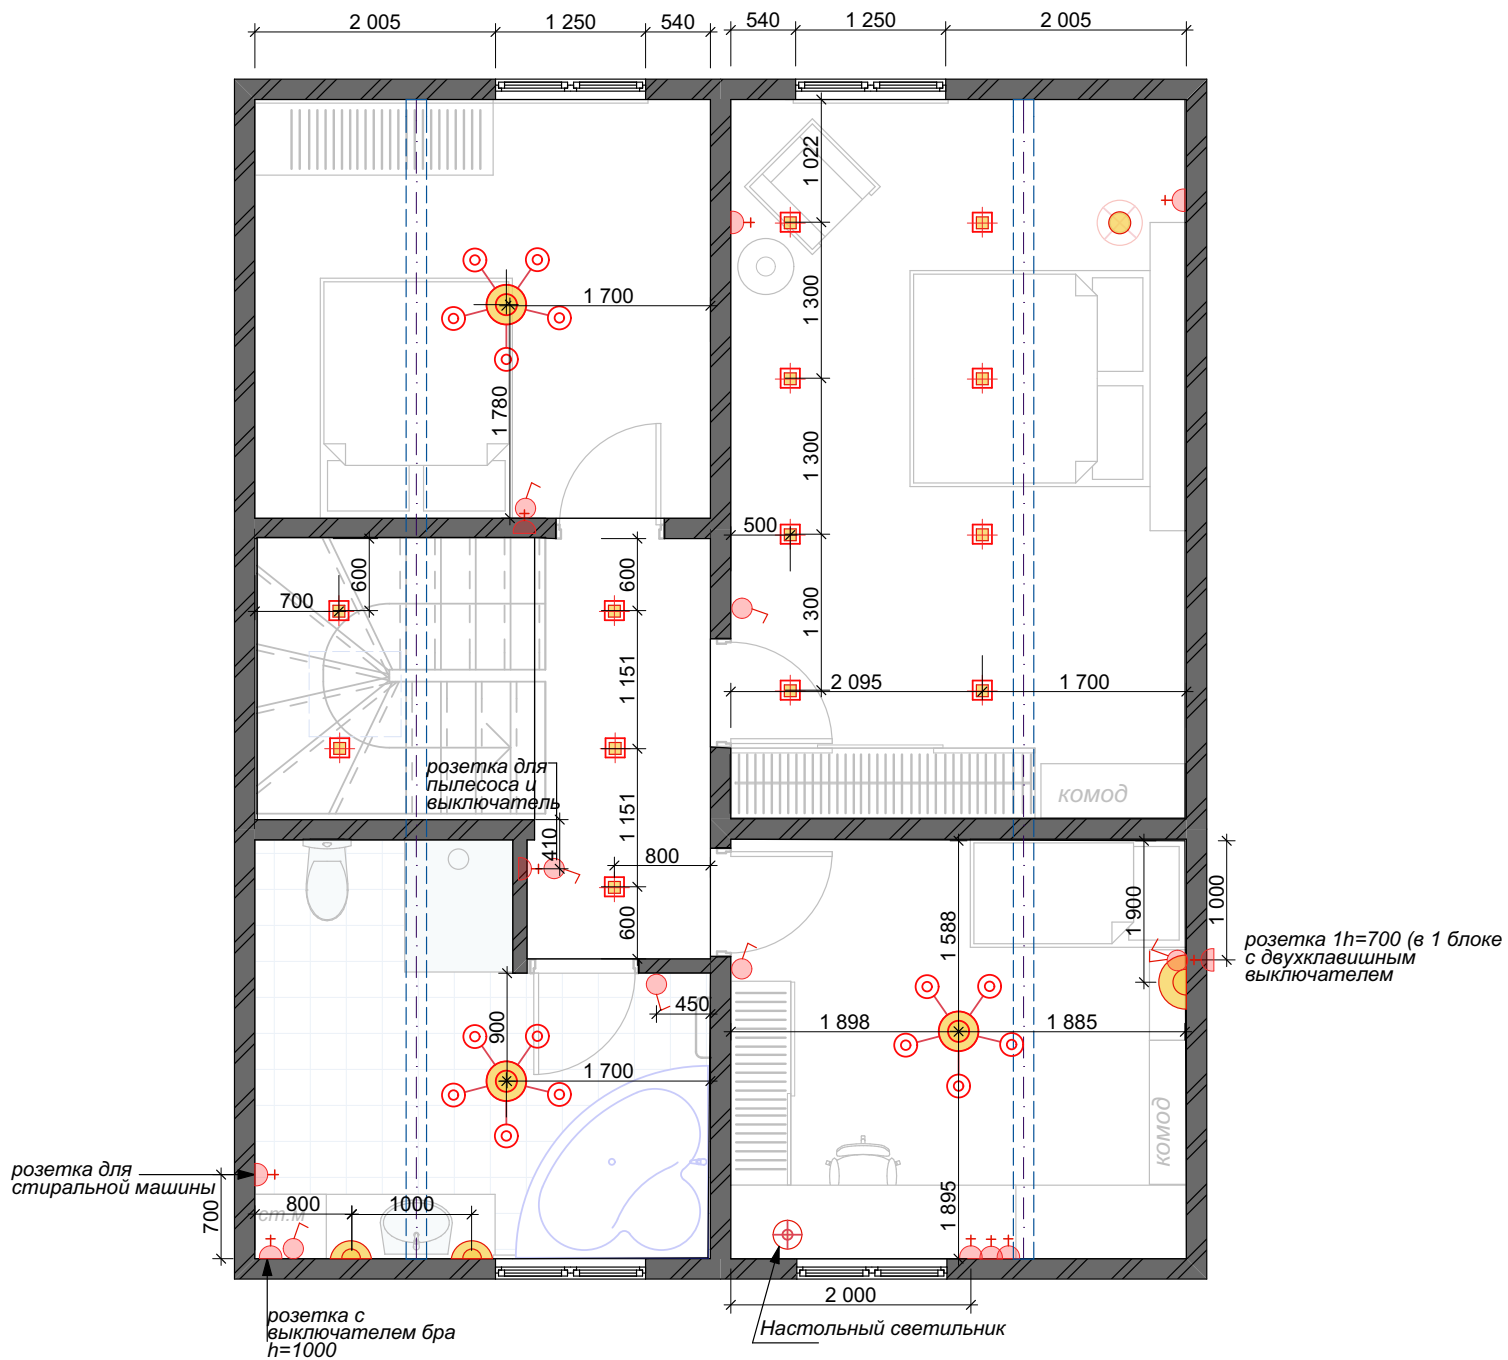 2 005
1 250
540
540
1 250
2 005
1 022
1 300
1 700
1 780
1 300
500
600
600
700
1 300
1 151
2 095
1 700
розетка для
пылесоса и
выключатель
комод
1 151
410
800
600
1 588
1 900
1 000
розетка 1h=700 (в 1 блоке
с двухклавишным
выключателем
450
900
1 898
1 885
1 700
комод
розетка для
стиральной машины
700
800
1000
ст.м
1 895
2 000
розетка с
выключателем бра
h=1000
Настольный светильник